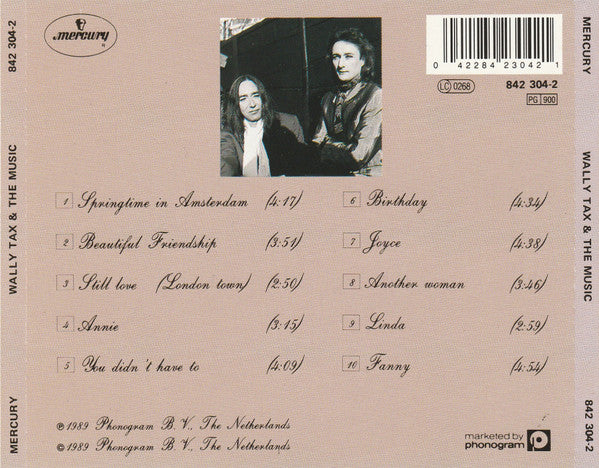 842 304-2
WALLY TAX & THE MUSIC
MERCURY
mercury
0 42284 23042 1
LC 0268
842 304-2
PG 900
1 Springtime in Amsterdam (4:17)
2 Beautiful Friendship (3:51)
3 Still love (London town) (2:50)
4 Annie (3:15)
5 You didn't have to (4:09)
6 Birthday (4:34)
7 Joyce (4:38)
8 Another woman (3:46)
9 Linda (2:59)
10 Fanny (4:54)
℗ 1989 Phonogram B.V., The Netherlands
© 1989 Phonogram B.V., The Netherlands
marketed by
phonogram
MERCURY
WALLY TAX & THE MUSIC
842 304-2